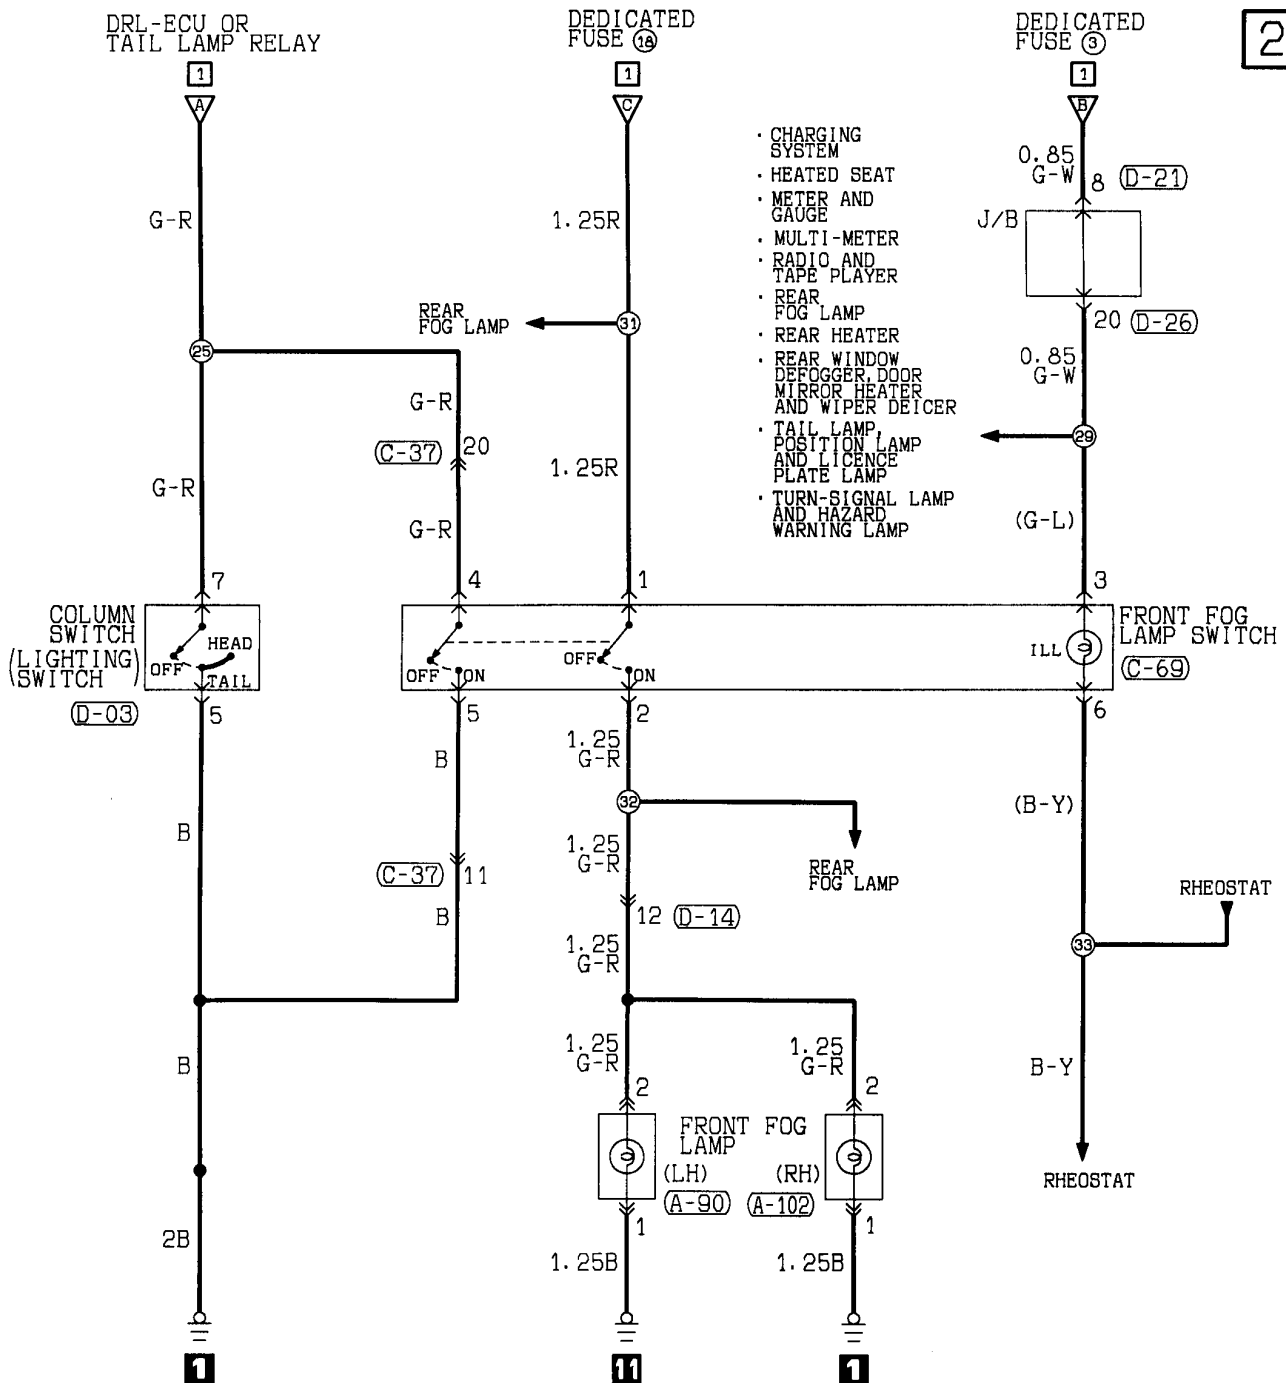 DRL-ECU OR
TAIL LAMP RELAY
1
A
DEDICATED
FUSE 18
1
C
DEDICATED
FUSE 3
1
B
2
· CHARGING
SYSTEM
· HEATED SEAT
· METER AND
GAUGE
· MULTI-METER
· RADIO AND
TAPE PLAYER
· REAR
FOG LAMP
· REAR HEATER
· REAR WINDOW
DEFOGGER, DOOR
MIRROR HEATER
AND WIPER DEICER
· TAIL LAMP,
POSITION LAMP
AND LICENCE
PLATE LAMP
· TURN-SIGNAL LAMP
AND HAZARD
WARNING LAMP
0.85
G-W
8 D-21
J/B
20 D-26
0.85
G-W
29
(G-L)
G-R
1.25R
REAR
FOG LAMP
31
25
G-R
C-37 20
1.25R
G-R
G-R
7
4
1
3
COLUMN
SWITCH
(LIGHTING
SWITCH)
OFF
HEAD
TAIL
D-03
5
OFF
ON
OFF
ON
ILL
FRONT FOG
LAMP SWITCH
C-69
5
2
6
B
1.25
G-R
32
(B-Y)
B
1.25
G-R
REAR
FOG LAMP
C-37 11
B
12 D-14
RHEOSTAT
33
1.25
G-R
B
1.25
G-R
1.25
G-R
B-Y
2
2
FRONT FOG
LAMP
(LH)
(RH)
A-90
A-102
RHEOSTAT
1
1
2B
1.25B
1.25B
1
11
1